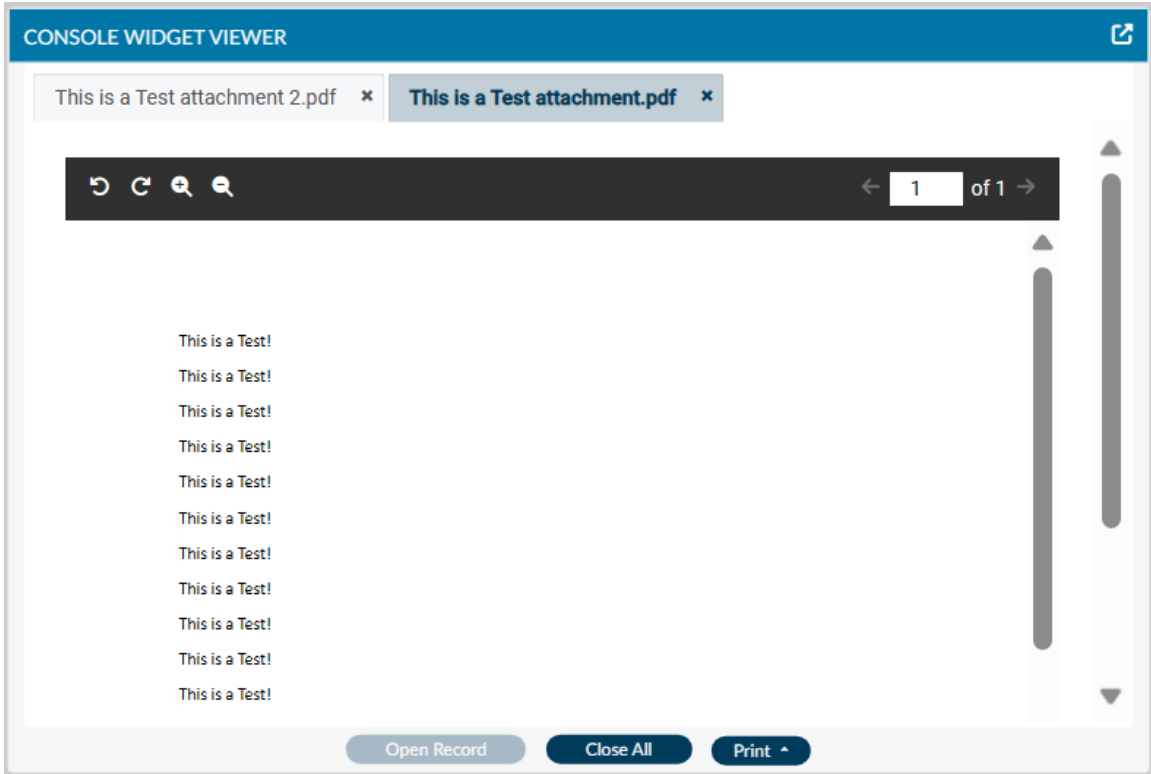 CONSOLE WIDGET VIEWER
This is a Test attachment 2.pdf × This is a Test attachment.pdf ×
1 of 1
This is a Test!
This is a Test!
This is a Test!
This is a Test!
This is a Test!
This is a Test!
This is a Test!
This is a Test!
This is a Test!
This is a Test!
This is a Test!
Open Record Close All Print